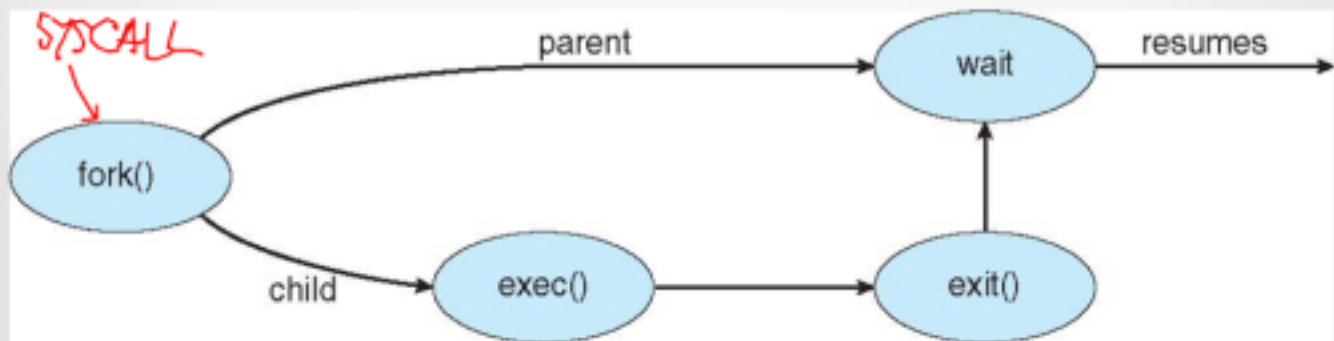 SYSCALL
parent
wait
resumes
fork()
child
exec()
exit()